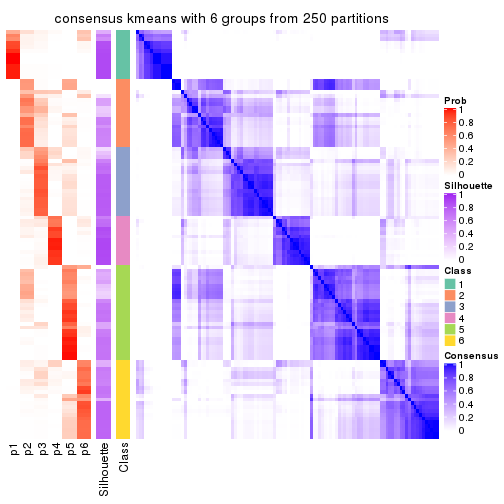 consensus kmeans with 6 groups from 250 partitions
Prob
1
0.8
0.6
0.4
0.2
0
Silhouette
1
0.8
0.6
0.4
0.2
0
Class
1
2
3
4
5
6
Consensus
1
0.8
0.6
0.4
0.2
0
p1
p2
p3
p4
p5
p6
Silhouette
Class